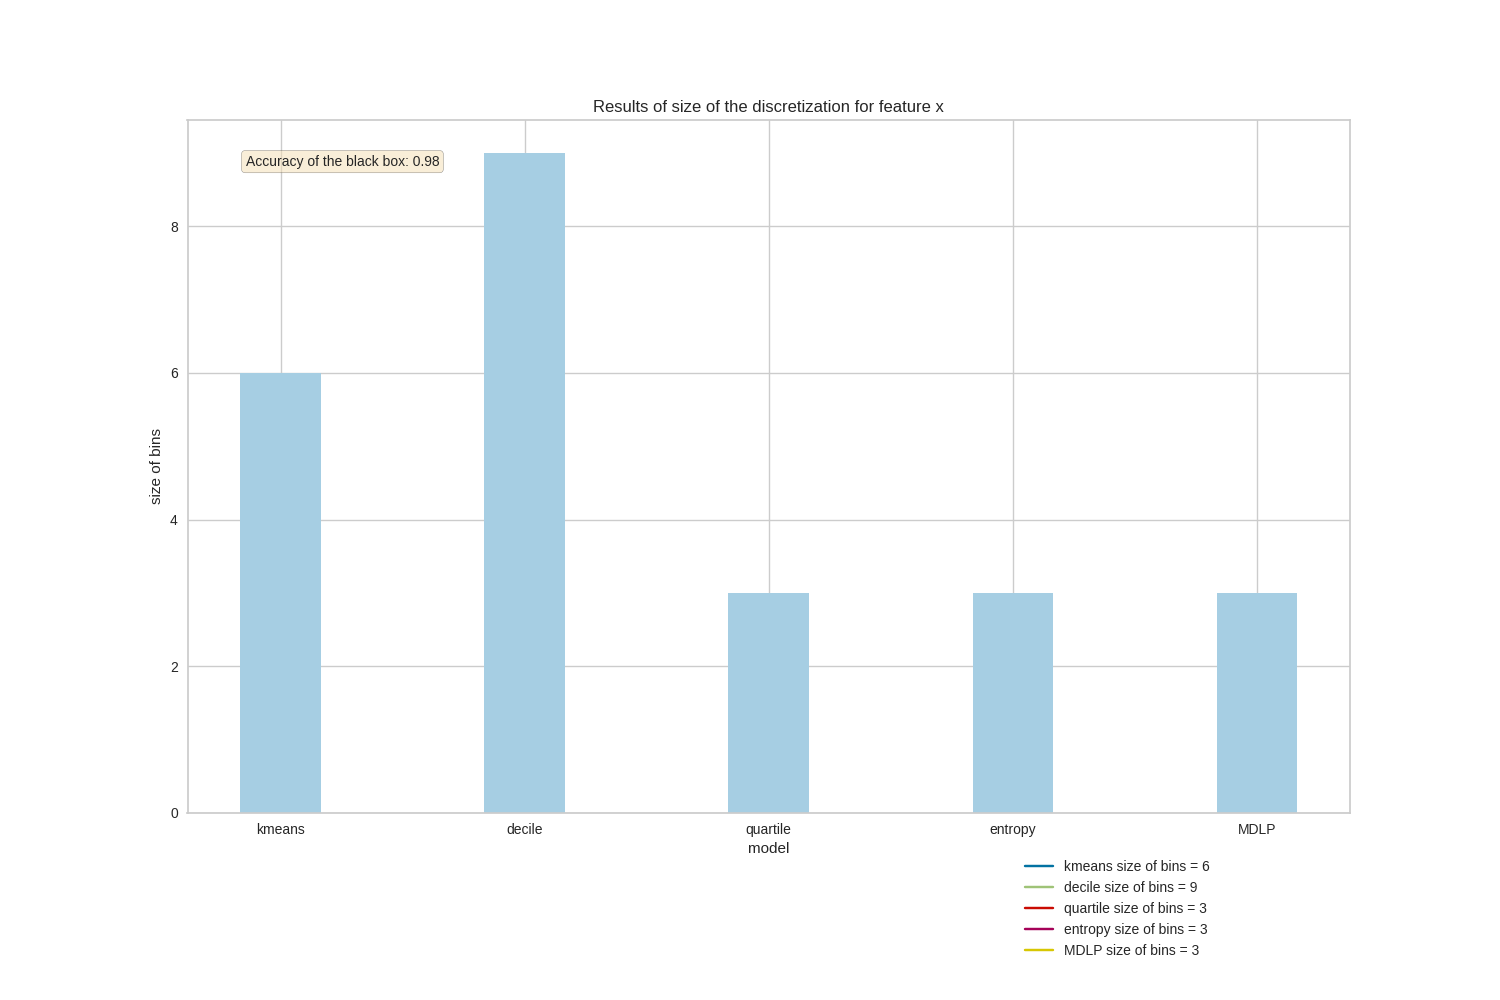 Results of size of the discretization for feature x
Accuracy of the black box: 0.98
8
6
4
2
0
size of bins
kmeans decile quartile entropy MDLP
model
kmeans size of bins = 6
decile size of bins = 9
quartile size of bins = 3
entropy size of bins = 3
MDLP size of bins = 3